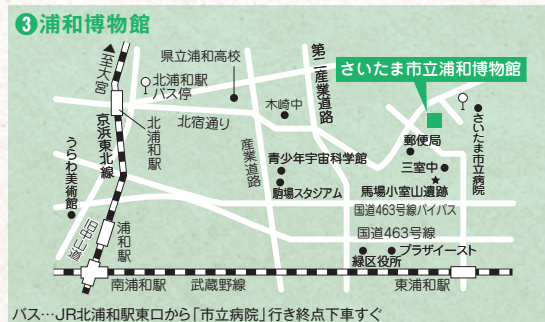 ③浦和博物館
▲至大宮
北浦和駅
バス停
県立浦和高校
第二産業道路
さいたま市立浦和博物館
京浜東北線
北浦和駅
北宿通り
木崎中
産業道路
郵便局
さいたま市立病院
うらわ美術館
青少年宇宙科学館
駒場スタジアム
三室中
馬場小室山遺跡
国道463号線バイパス
旧中山道
浦和駅
国道463号線
緑区役所
プラザイースト
南浦和駅
武蔵野線
東浦和駅
バス…JR北浦和駅東口から「市立病院」行き終点下車すぐ